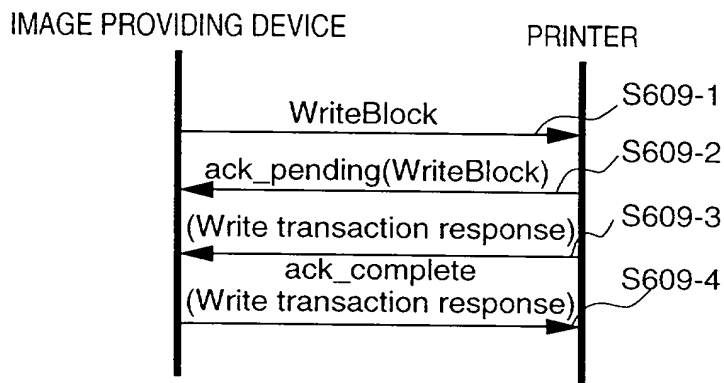 IMAGE PROVIDING DEVICE
PRINTER
S609-1
WriteBlock
S609-2
ack_pending(WriteBlock)
S609-3
(Write transaction response)
ack_complete
S609-4
(Write transaction response)